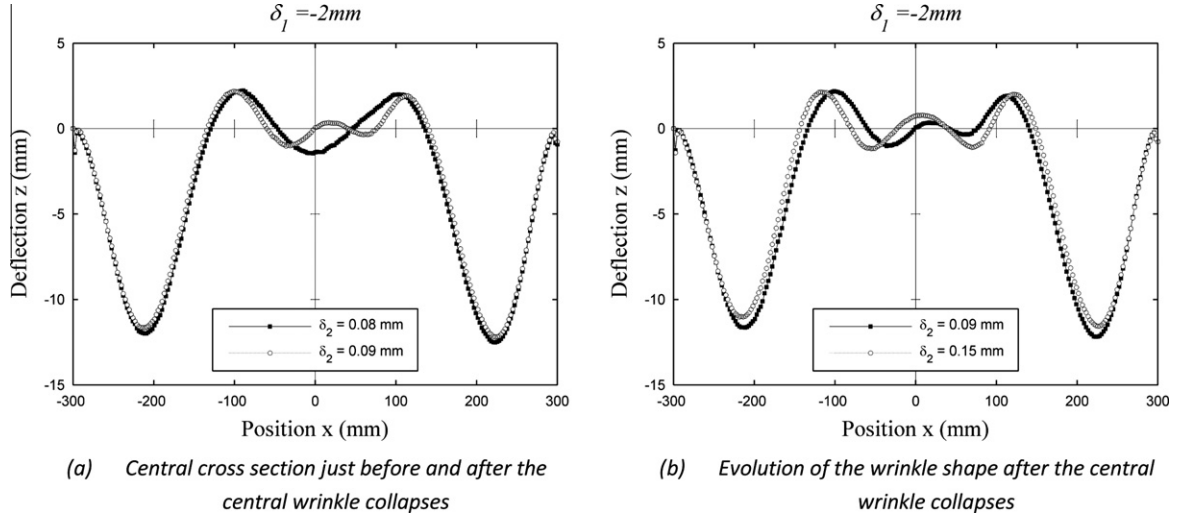 δ1 =-2mm
5
0
-5
-10
-15
Deflection z (mm)
δ2 = 0.08 mm
δ2 = 0.09 mm
-300 -200 -100 0 100 200 300
Position x (mm)
(a) Central cross section just before and after the
central wrinkle collapses
δ1 =-2mm
5
0
-5
-10
-15
Deflection z (mm)
δ2 = 0.09 mm
δ2 = 0.15 mm
-300 -200 -100 0 100 200 300
Position x (mm)
(b) Evolution of the wrinkle shape after the central
wrinkle collapses